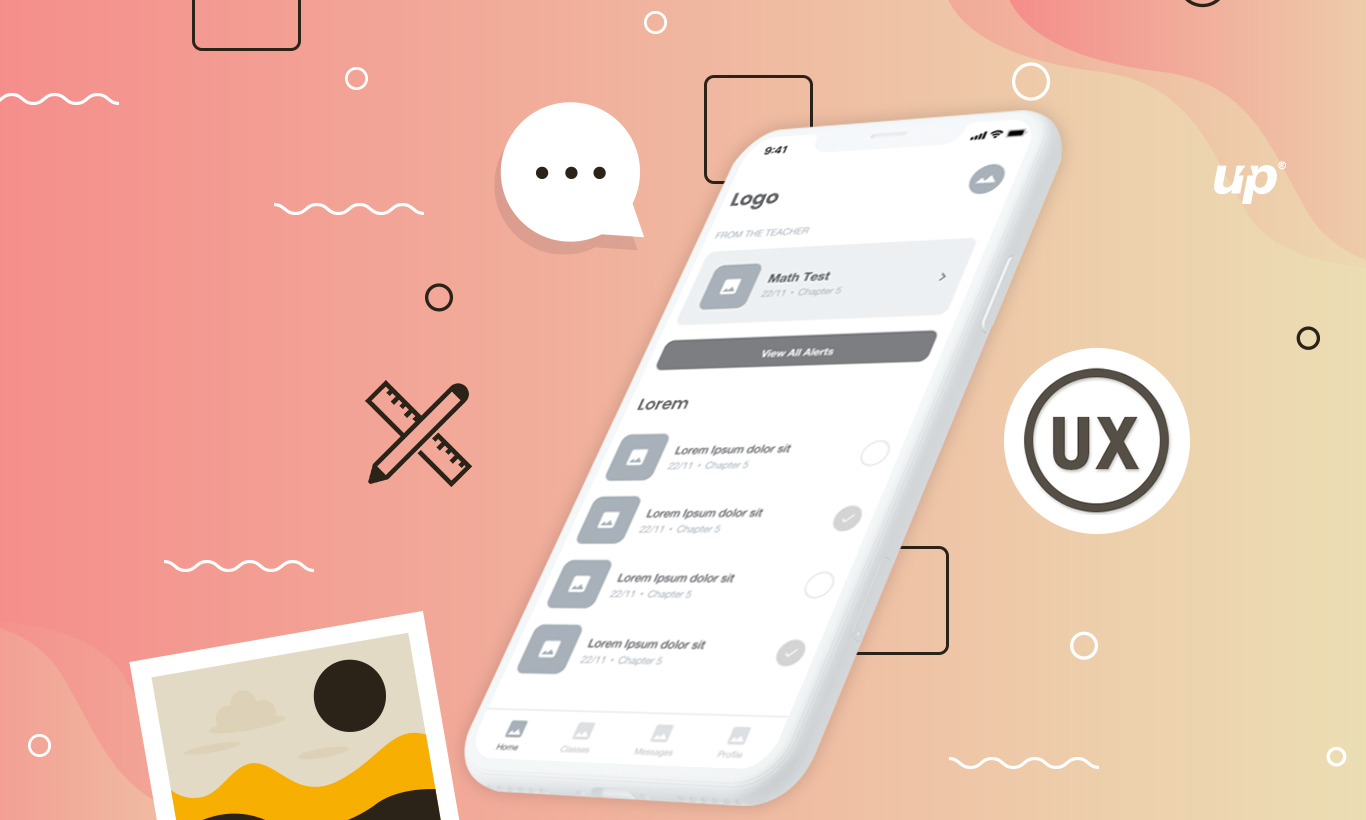 9:41
up®
Logo
FROM THE TEACHER
Math Test
22/11 • Chapter 5
View All Alerts
Lorem
UX
Lorem Ipsum dolor sit
22/11 • Chapter 5
Lorem Ipsum dolor sit
22/11 • Chapter 5
Lorem Ipsum dolor sit
22/11 • Chapter 5
Lorem Ipsum dolor sit
22/11 • Chapter 5
Home Classes Messages Profile